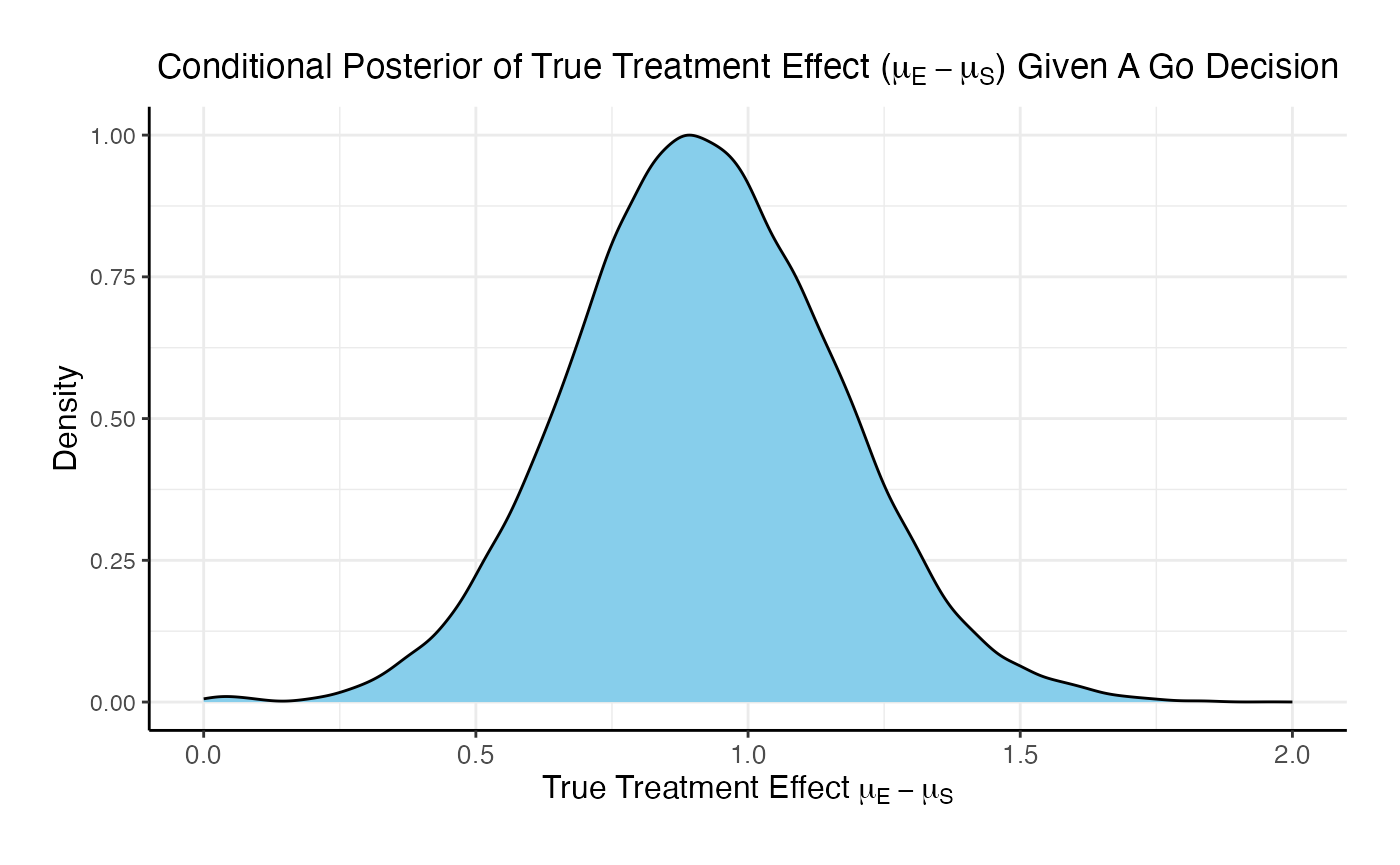 Conditional Posterior of True Treatment Effect (μE − μS) Given A Go Decision
1.00
0.75
0.50
0.25
0.00
Density
0.0 0.5 1.0 1.5 2.0
True Treatment Effect μE − μS